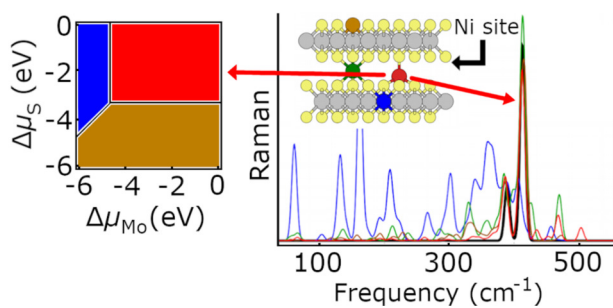 0
-2
-4
-6
Δμ_S (eV)
-6 -4 -2 0
Δμ_Mo(eV)
Ni site
Raman
100 300 500
Frequency (cm⁻¹)